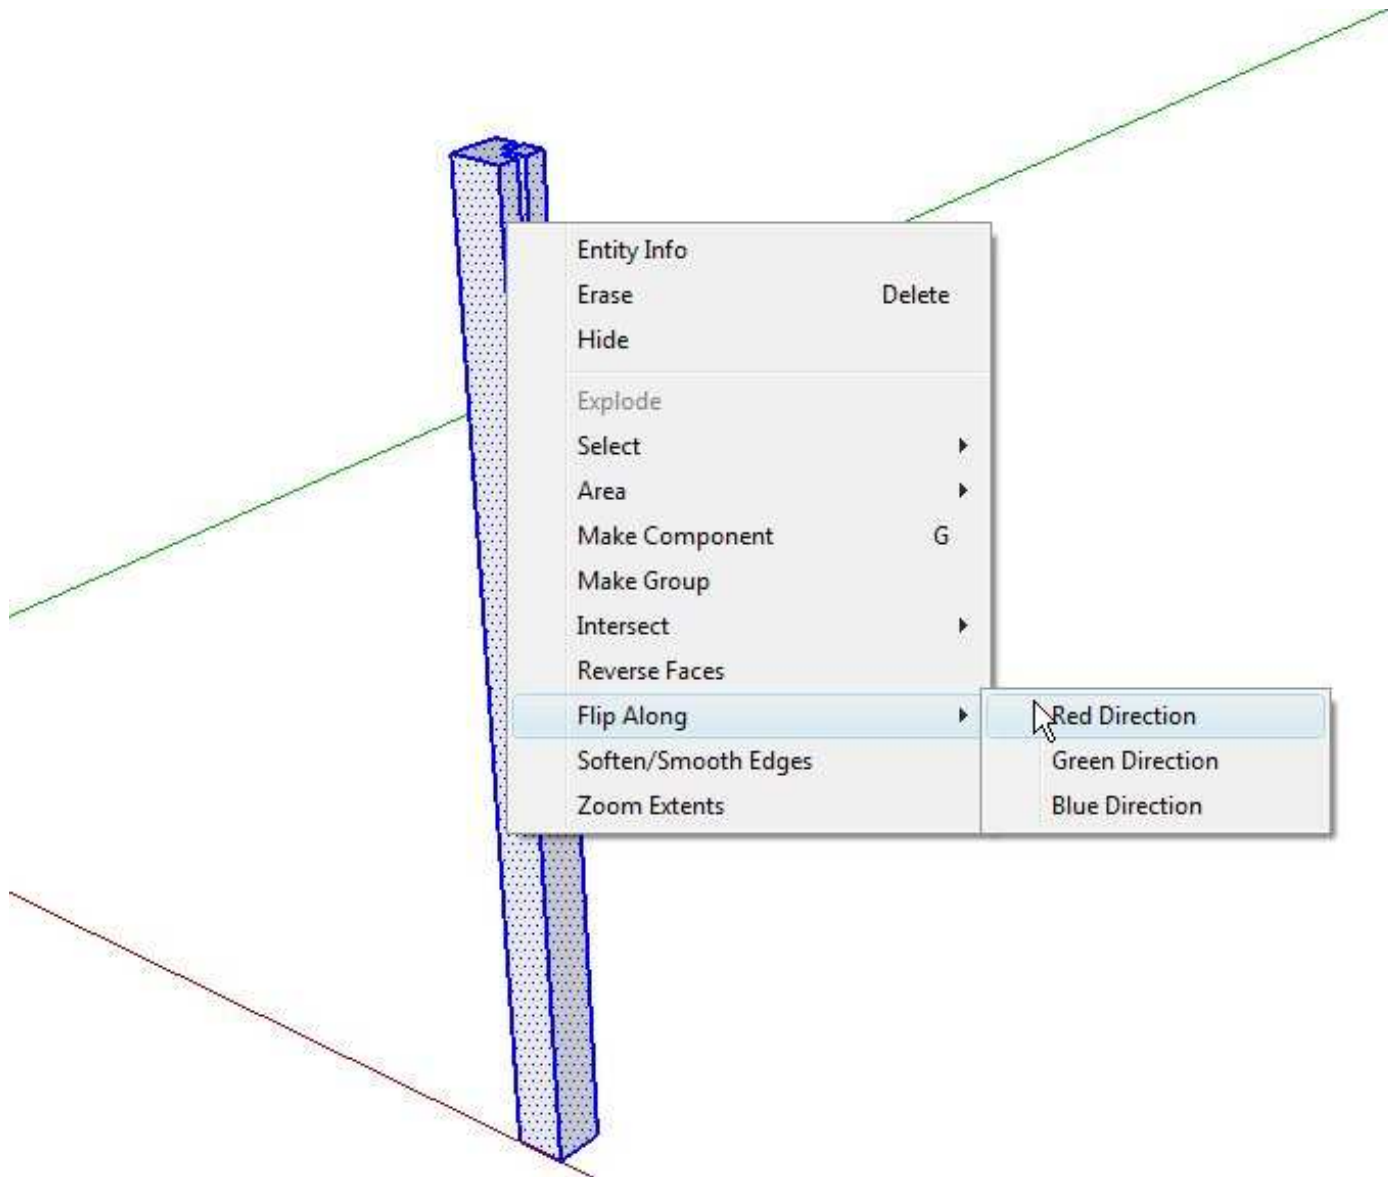 Entity Info
Erase Delete
Hide
Explode
Select
Area
Make Component G
Make Group
Intersect
Reverse Faces
Flip Along Red Direction
Soften/Smooth Edges Green Direction
Zoom Extents Blue Direction